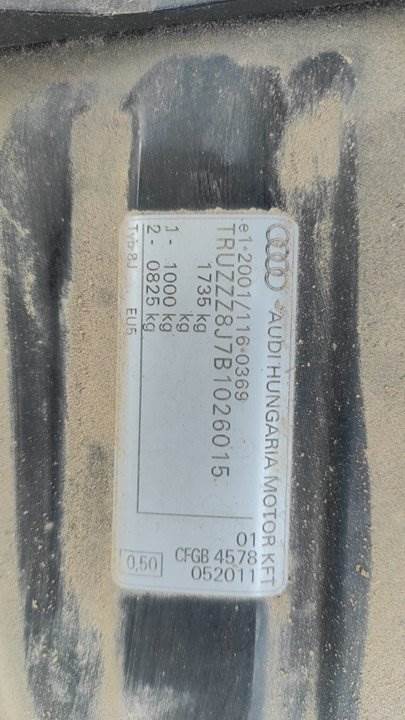 AUDI HUNGARIA MOTOR KFT
e1*2001/116*0369
01
TRUZZZ8J7B1026015
1735 kg
kg
1 - 1000 kg
2 - 0825 kg
CFGB 4578
052011
Typ 8J EU5
0,50